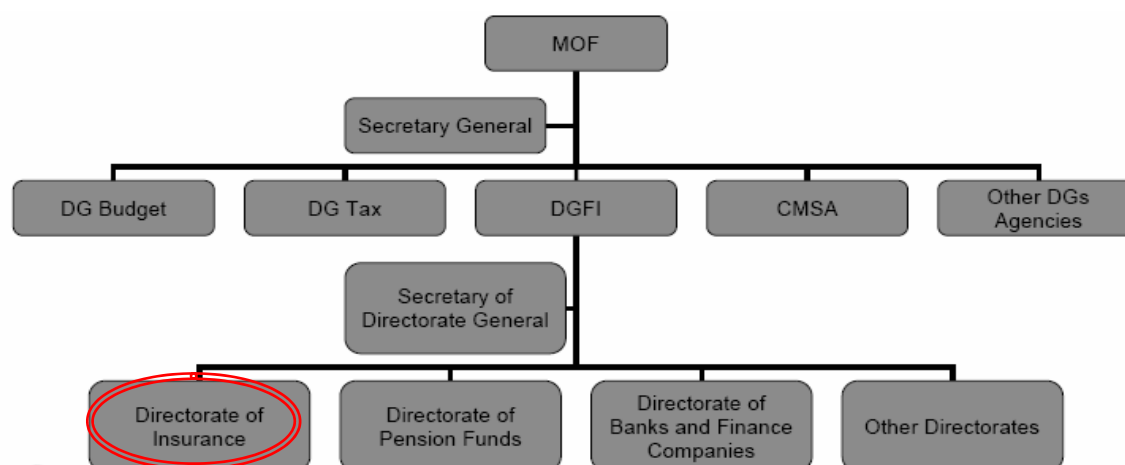 MOF
Secretary General
DG Budget
DG Tax
DGFI
CMSA
Other DGs
Agencies
Secretary of
Directorate General
Directorate of
Insurance
Directorate of
Pension Funds
Directorate of
Banks and Finance
Companies
Other Directorates